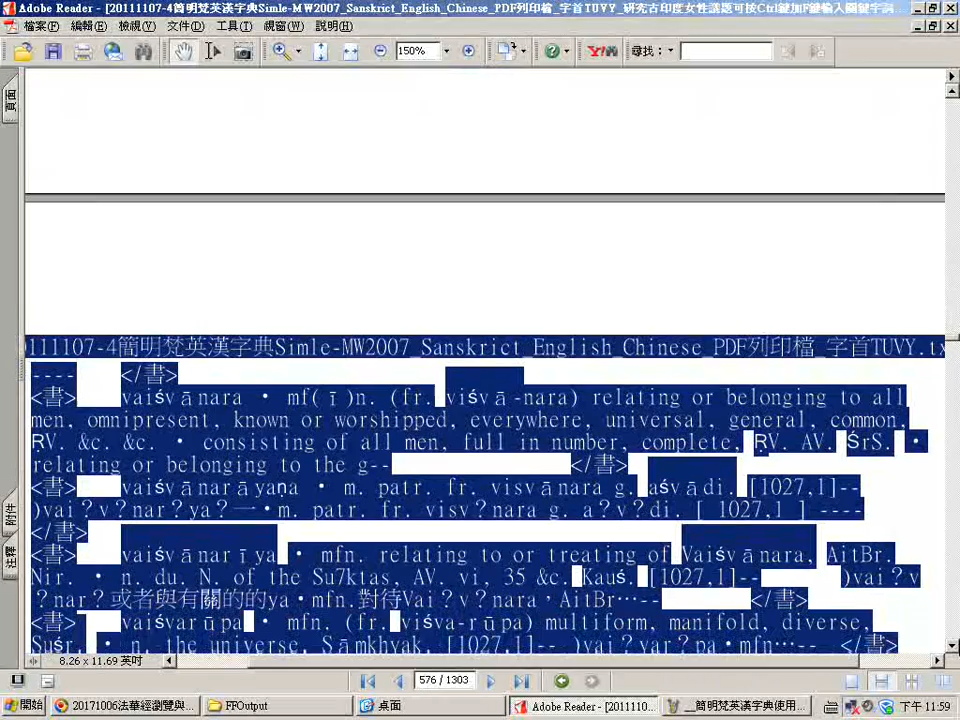 Adobe Reader - [20111107-4簡明梵英漢字典Simle-MW2007_Sanskrict_English_Chinese_PDF列印檔_字首TUVY_研究古印度女性議題可按Ctrl鍵加F鍵輸入關鍵字詞
檔案(F) 編輯(E) 檢視(V) 文件(D) 工具(T) 視窗(W) 說明(H)
150% 尋找:
頁面
111107-4簡明梵英漢字典Simle-MW2007_Sanskrict_English_Chinese_PDF列印檔_字首TUVY.tx
---- </書>
<書> vaiśvānara • mf(ī)n. (fr. viśvā-nara) relating or belonging to all
men, omnipresent, known or worshipped, everywhere, universal, general, common,
ṚV. &c. &c. • consisting of all men, full in number, complete, ṚV. AV. ŚrS. •
relating or belonging to the g-- </書>
<書> vaiśvānarāyaṇa • m. patr. fr. visvānara g. aśvādi. [1027,1]--
)vai?v?nar?ya?一•m. patr. fr. visv?nara g. a?v?di. [ 1027,1 ] ----
</書>
<書> vaiśvānarīya • mfn. relating to or treating of Vaiśvānara, AitBr.
Nir. • n. du. N. of the Su7ktas, AV. vi, 35 &c. Kauś. [1027,1]-- )vai?v
?nar?或者與有關的的ya•mfn.對待Vai?v?nara，AitBr…-- </書>
<書> vaiśvarūpa • mfn. (fr. viśva-rūpa) multiform, manifold, diverse,
Suśr. • n. the universe, Sāmkhyak. [1027,1]-- )vai?var?pa•mfn…-- </書>
附件
注釋
8.26 x 11.69 英吋
576 / 1303
開始 20171006法華經瀏覽與... FFOutput 桌面 Adobe Reader - [2011110... __簡明梵英漢字典使用... 下午 11:59